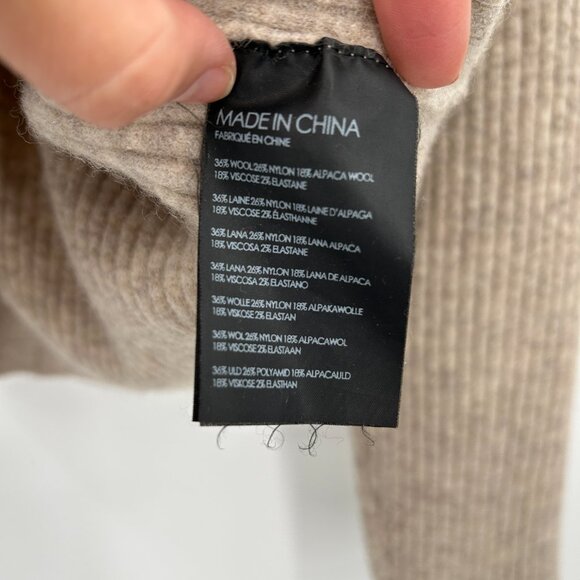 MADE IN CHINA
FABRIQUÉ EN CHINE
36% WOOL 26% NYLON 18% ALPACA WOOL
18% VISCOSE 2% ELASTANE
36% LAINE 26% NYLON 18% LAINE D'ALPAGA
18% VISCOSE 2% ÉLASTHANNE
36% LANA 26% NYLON 18% LANA ALPACA
18% VISCOSA 2% ELASTANE
36% LANA 26% NYLON 18% LANA DE ALPACA
18% VISCOSA 2% ELASTANO
36% WOLLE 26% NYLON 18% ALPAKAWOLLE
18% VISKOSE 2% ELASTAN
36% WOL 26% NYLON 18% ALPACAWOL
18% VISCOSE 2% ELASTAAN
36% ULD 26% POLYAMID 18% ALPACAULD
18% VISKOSE 2% ELASTHAN